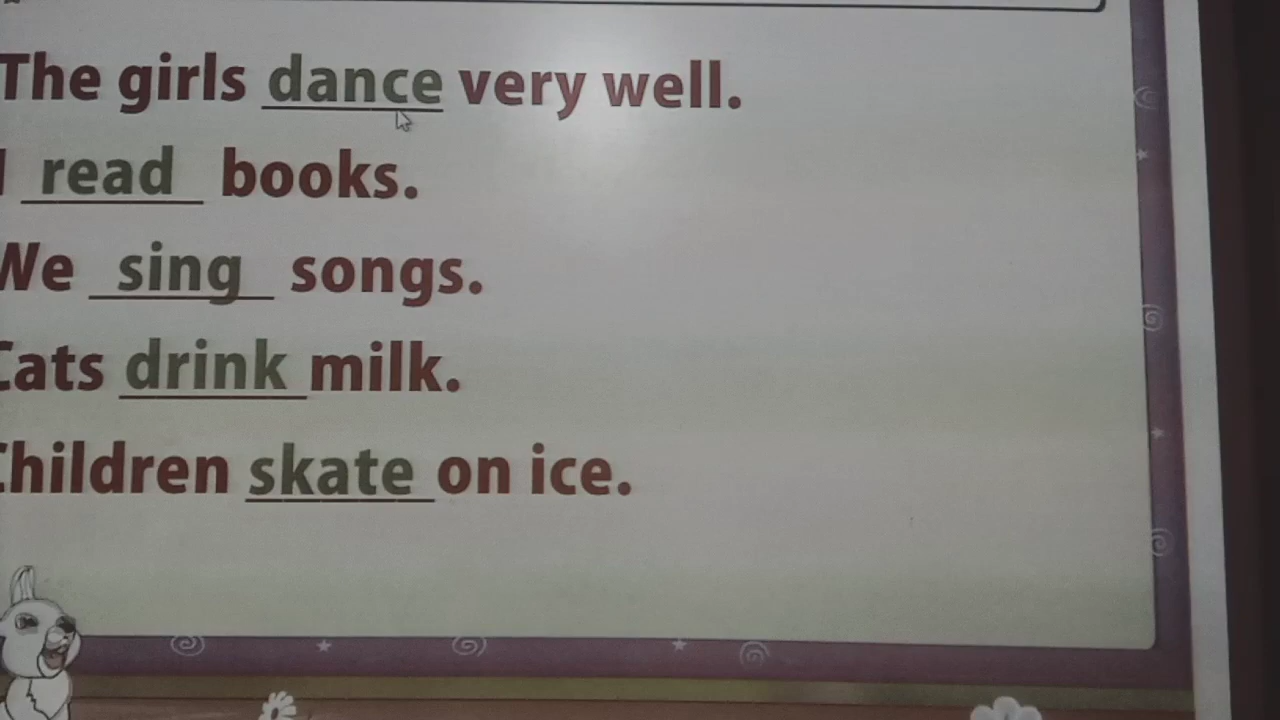 The girls dance very well.
I read books.
We sing songs.
Cats drink milk.
Children skate on ice.